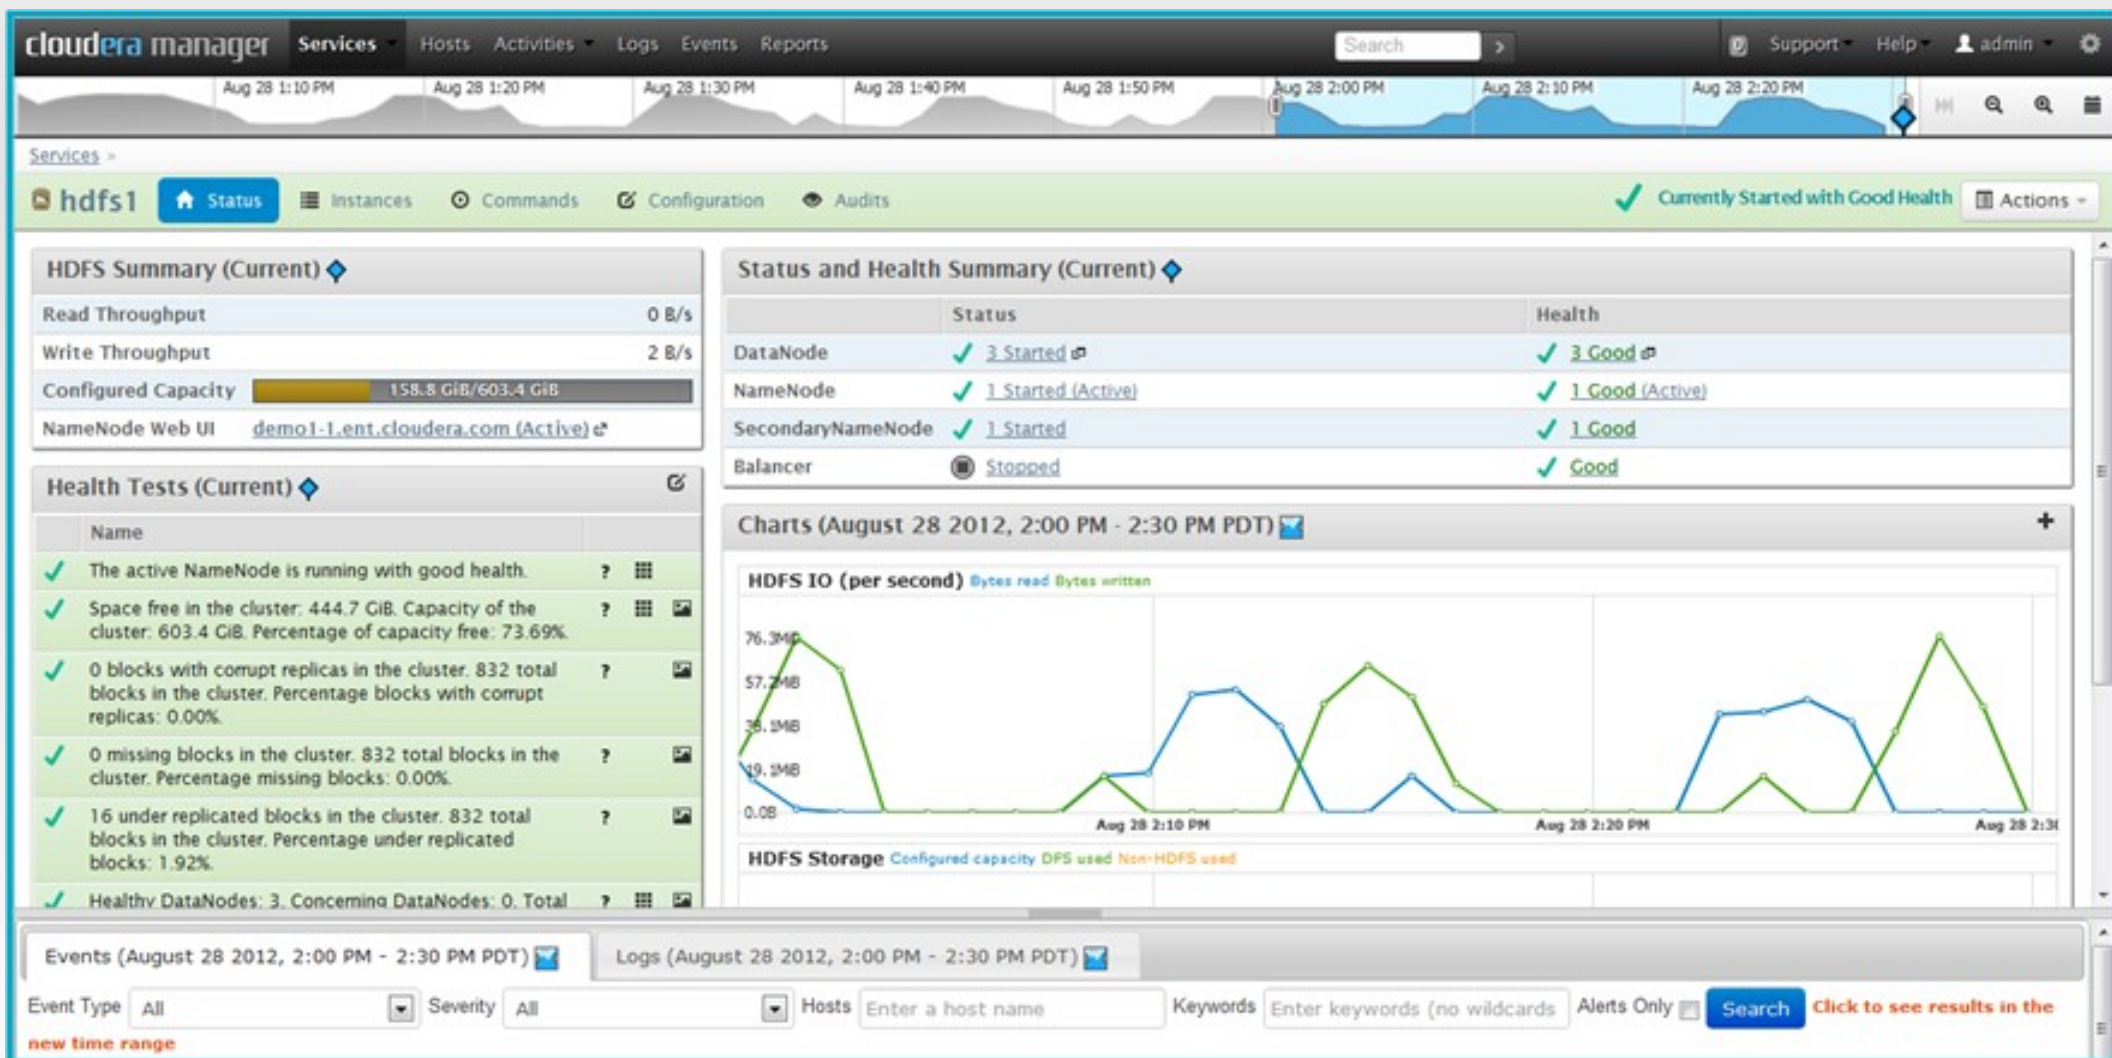 cloudera manager Services Hosts Activities Logs Events Reports Search Support Help admin
Aug 28 1:10 PM Aug 28 1:20 PM Aug 28 1:30 PM Aug 28 1:40 PM Aug 28 1:50 PM Aug 28 2:00 PM Aug 28 2:10 PM Aug 28 2:20 PM
Services >
hdfs1 Status Instances Commands Configuration Audits Currently Started with Good Health Actions
HDFS Summary (Current)
Read Throughput 0 B/s
Write Throughput 2 B/s
Configured Capacity 158.8 GiB/603.4 GiB
NameNode Web UI demo1-1.ent.cloudera.com (Active)
Health Tests (Current)
Name
The active NameNode is running with good health. ?
Space free in the cluster: 444.7 GiB. Capacity of the ?
cluster: 603.4 GiB. Percentage of capacity free: 73.69%.
0 blocks with corrupt replicas in the cluster. 832 total ?
blocks in the cluster. Percentage blocks with corrupt
replicas: 0.00%.
0 missing blocks in the cluster. 832 total blocks in the ?
cluster. Percentage missing blocks: 0.00%.
16 under replicated blocks in the cluster. 832 total ?
blocks in the cluster. Percentage under replicated
blocks: 1.92%.
Healthy DataNodes: 3. Concerning DataNodes: 0. Total ?
Status and Health Summary (Current)
Status Health
DataNode 3 Started 3 Good
NameNode 1 Started (Active) 1 Good (Active)
SecondaryNameNode 1 Started 1 Good
Balancer Stopped Good
Charts (August 28 2012, 2:00 PM - 2:30 PM PDT) +
HDFS IO (per second) Bytes read Bytes written
76.3MiB
57.2MiB
38.1MiB
19.1MiB
0.0B
Aug 28 2:10 PM Aug 28 2:20 PM Aug 28 2:30
HDFS Storage Configured capacity DFS used Non-HDFS used
Events (August 28 2012, 2:00 PM - 2:30 PM PDT) Logs (August 28 2012, 2:00 PM - 2:30 PM PDT)
Event Type All Severity All Hosts Enter a host name Keywords Enter keywords (no wildcards Alerts Only Search Click to see results in the
new time range